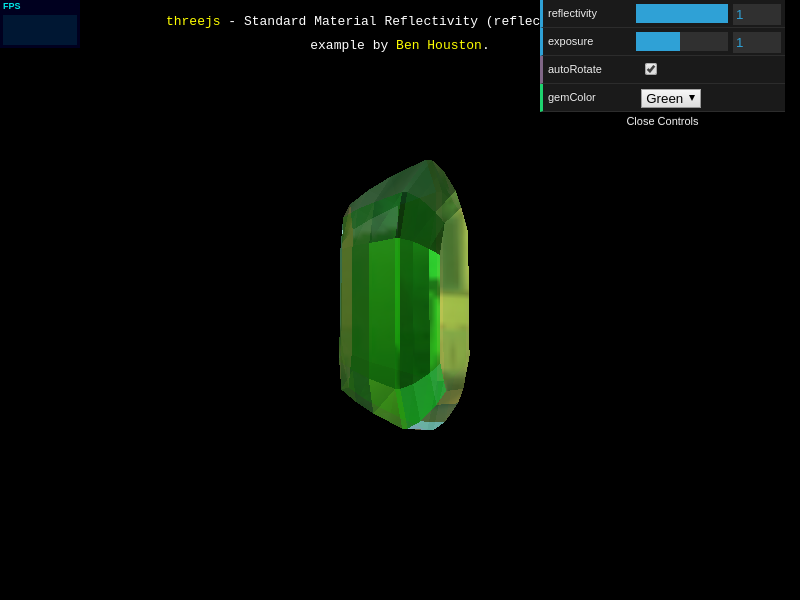 FPS
threejs - Standard Material Reflectivity (reflec
example by Ben Houston.
reflectivity 1
exposure 1
autoRotate
gemColor Green
Close Controls